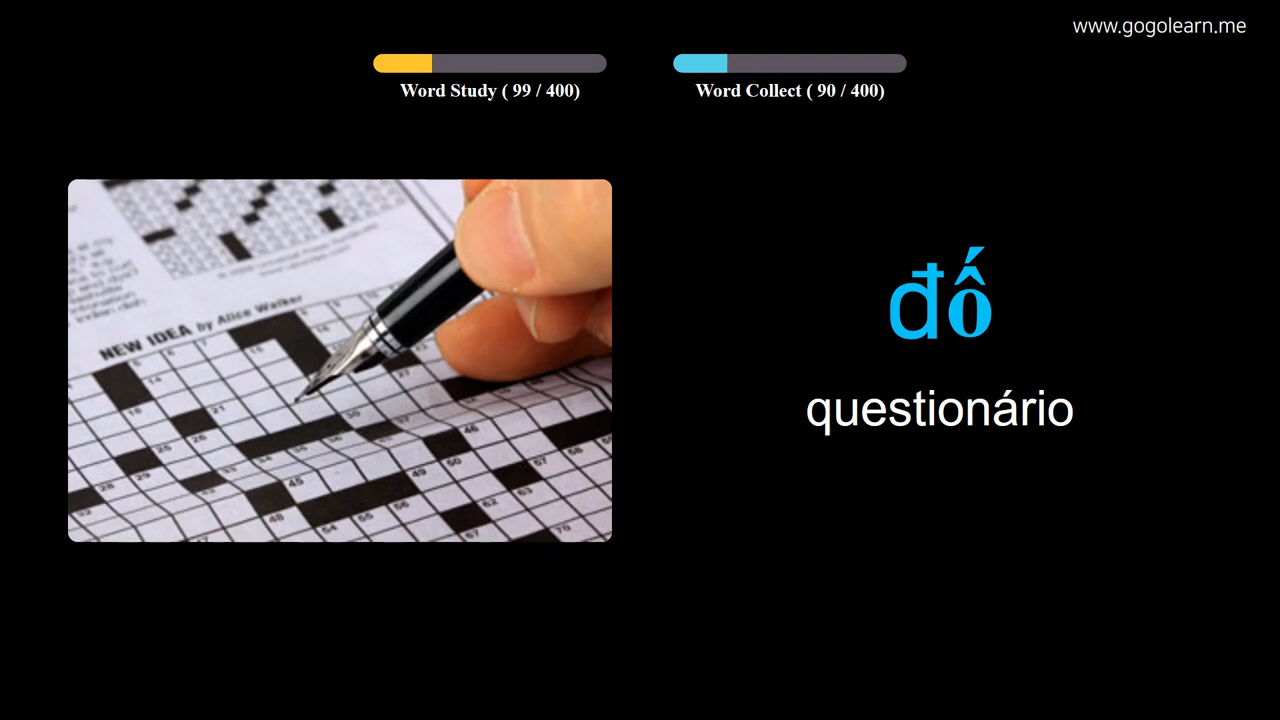 www.gogolearn.me
Word Study ( 99 / 400)
Word Collect ( 90 / 400)
NEW IDEA by Alice Walker
đố
questionário